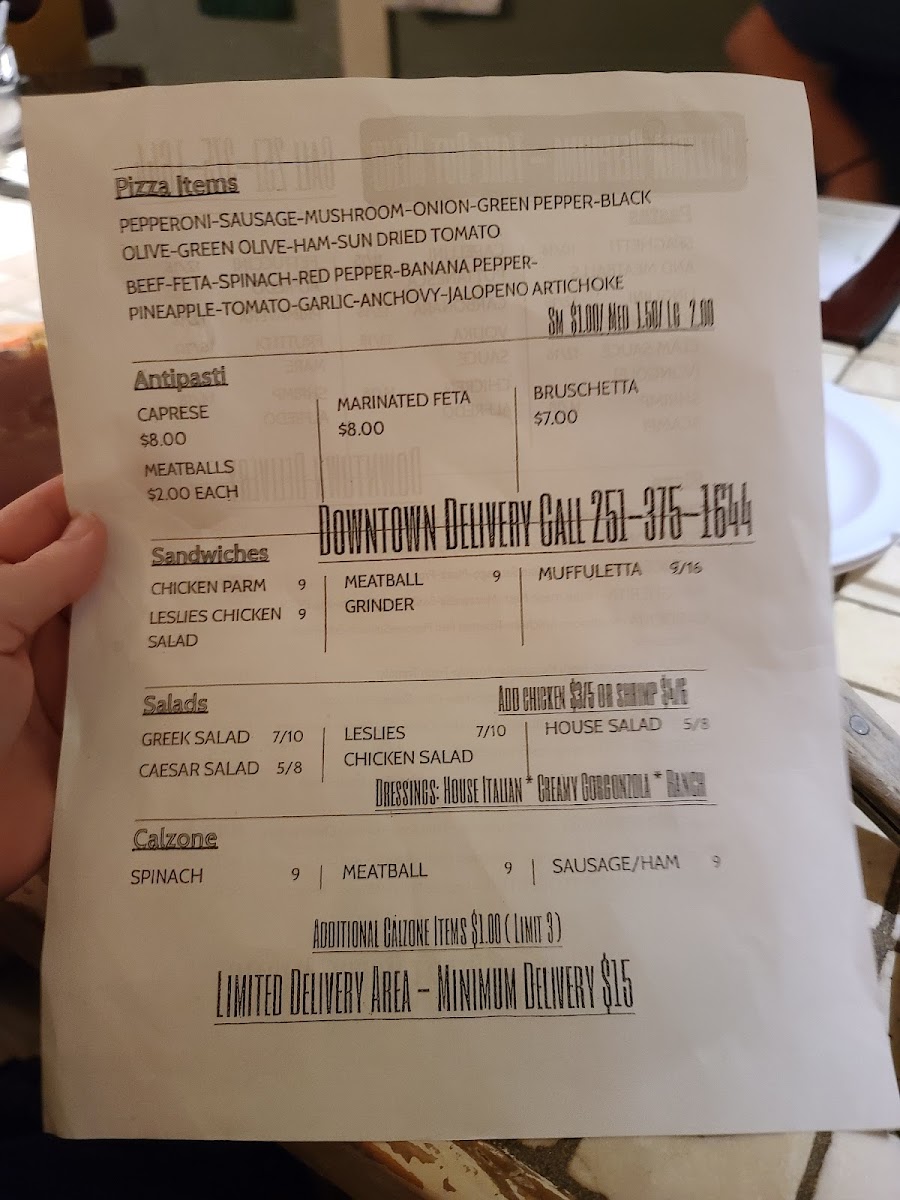 Pizza Items
PEPPERONI-SAUSAGE-MUSHROOM-ONION-GREEN PEPPER-BLACK
OLIVE-GREEN OLIVE-HAM-SUN DRIED TOMATO
BEEF-FETA-SPINACH-RED PEPPER-BANANA PEPPER-
PINEAPPLE-TOMATO-GARLIC-ANCHOVY-JALOPENO ARTICHOKE
Sm $1.00/ Med 1.50/ Lg 2.00
Antipasti
CAPRESE
$8.00
MEATBALLS
$2.00 EACH
MARINATED FETA
$8.00
BRUSCHETTA
$7.00
Downtown Delivery Call 251-375-1644
Sandwiches
CHICKEN PARM 9
LESLIES CHICKEN 9
SALAD
MEATBALL 9
GRINDER
MUFFULETTA 9/16
Salads
Add chicken $3/5 or shrimp $4/6
GREEK SALAD 7/10
CAESAR SALAD 5/8
LESLIES 7/10
CHICKEN SALAD
HOUSE SALAD 5/8
Dressings: House Italian * Creamy Gorgonzola * Ranch
Calzone
SPINACH 9
MEATBALL 9
SAUSAGE/HAM 9
Additional Calzone Items $1.00 ( Limit 3 )
Limited Delivery Area – Minimum Delivery $15